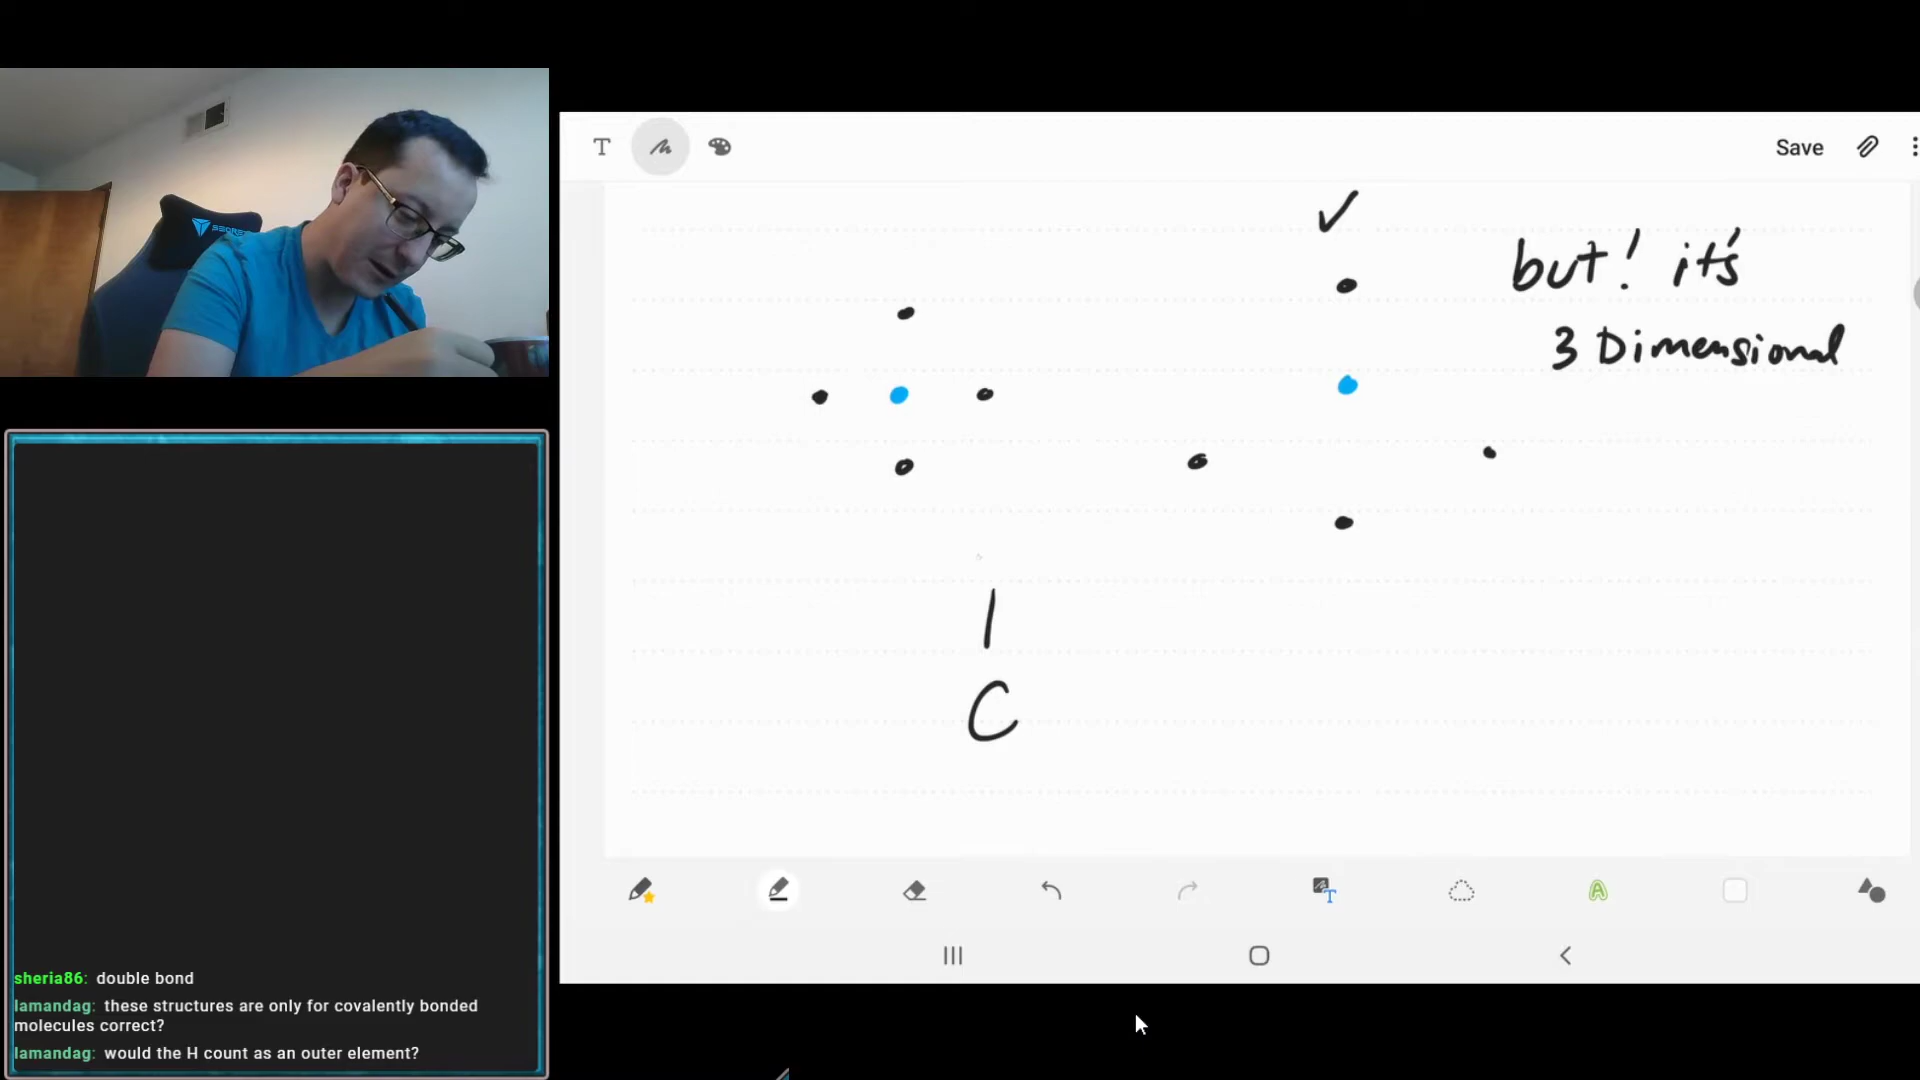 T
Save
but! it's
3 Dimensional
C
sheria86: double bond
lamandag: these structures are only for covalently bonded
molecules correct?
lamandag: would the H count as an outer element?